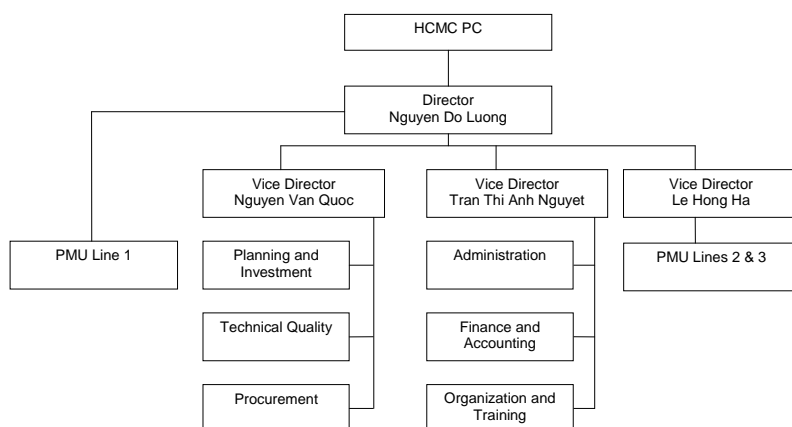 HCMC PC
Director
Nguyen Do Luong
Vice Director
Nguyen Van Quoc
Vice Director
Tran Thi Anh Nguyet
Vice Director
Le Hong Ha
PMU Line 1
Planning and
Investment
Administration
PMU Lines 2 & 3
Technical Quality
Finance and
Accounting
Procurement
Organization and
Training